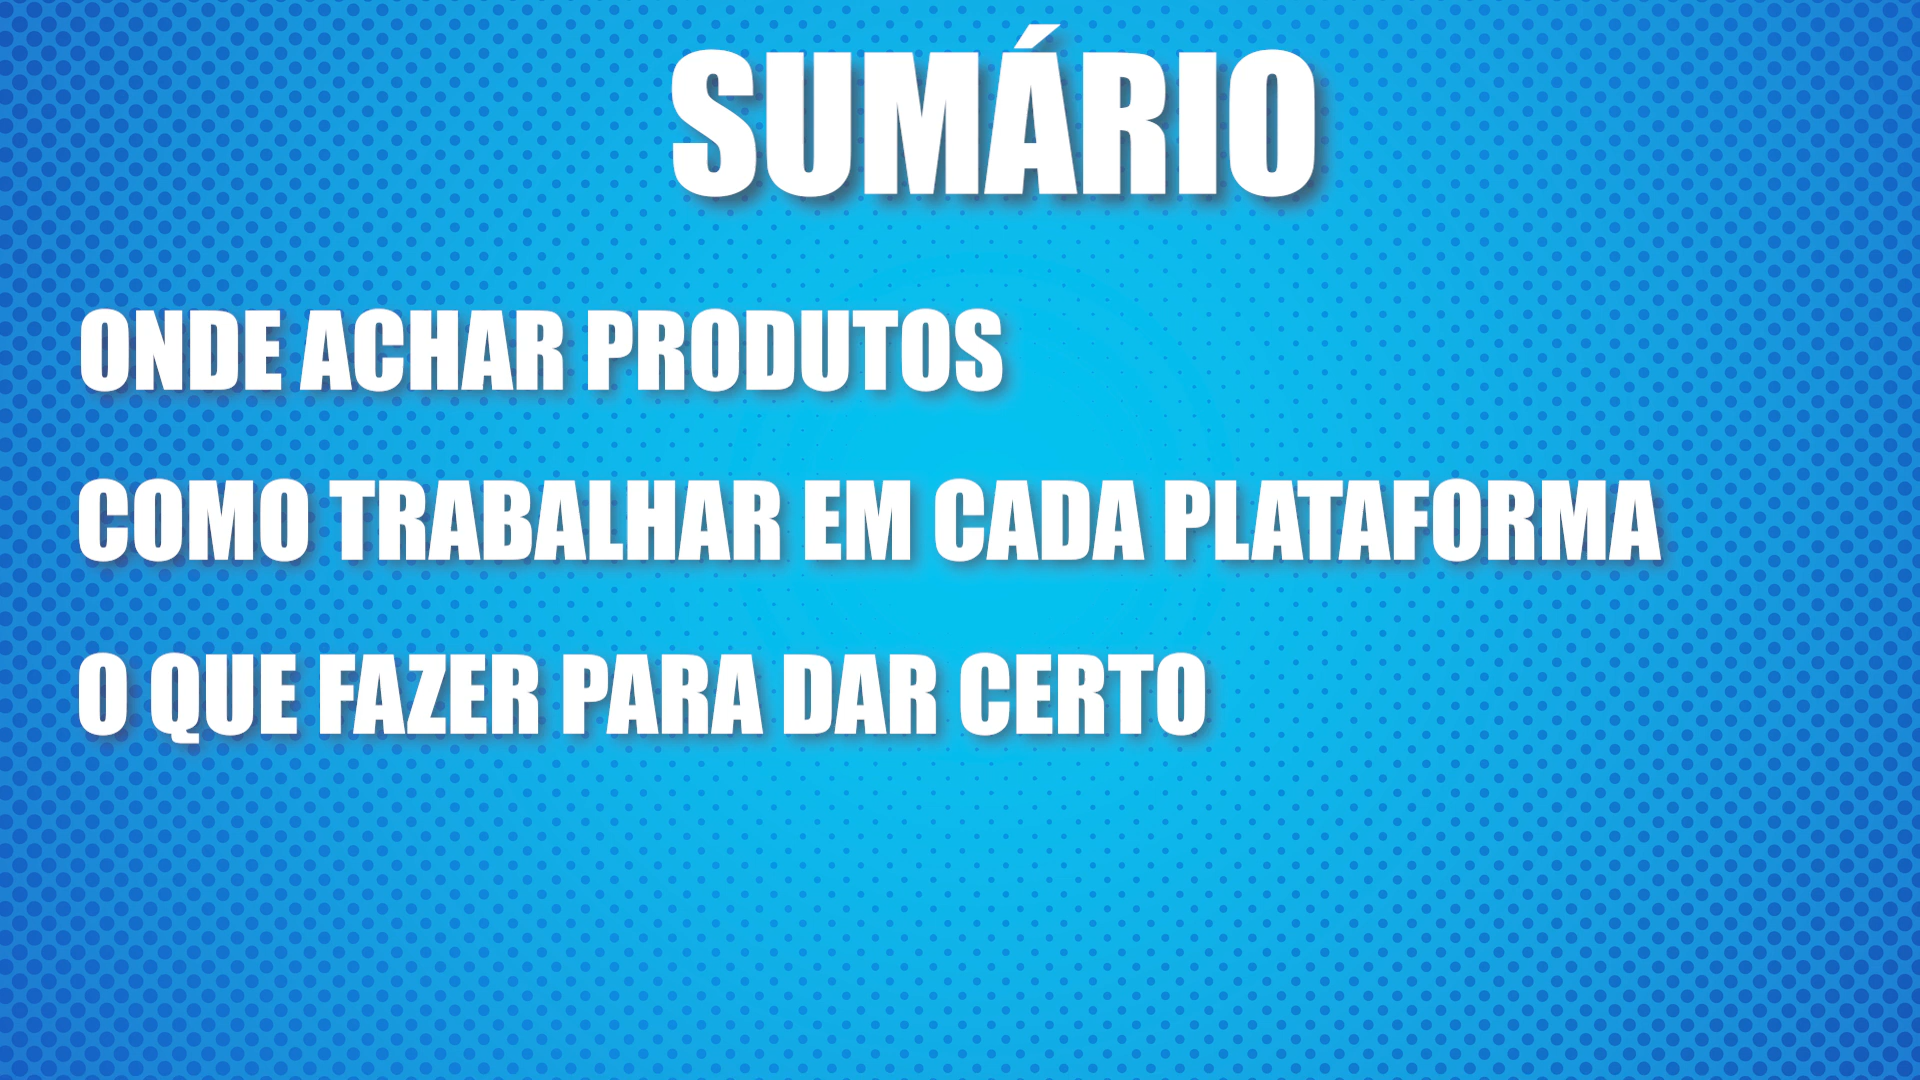 SUMÁRIO
ONDE ACHAR PRODUTOS
COMO TRABALHAR EM CADA PLATAFORMA
O QUE FAZER PARA DAR CERTO